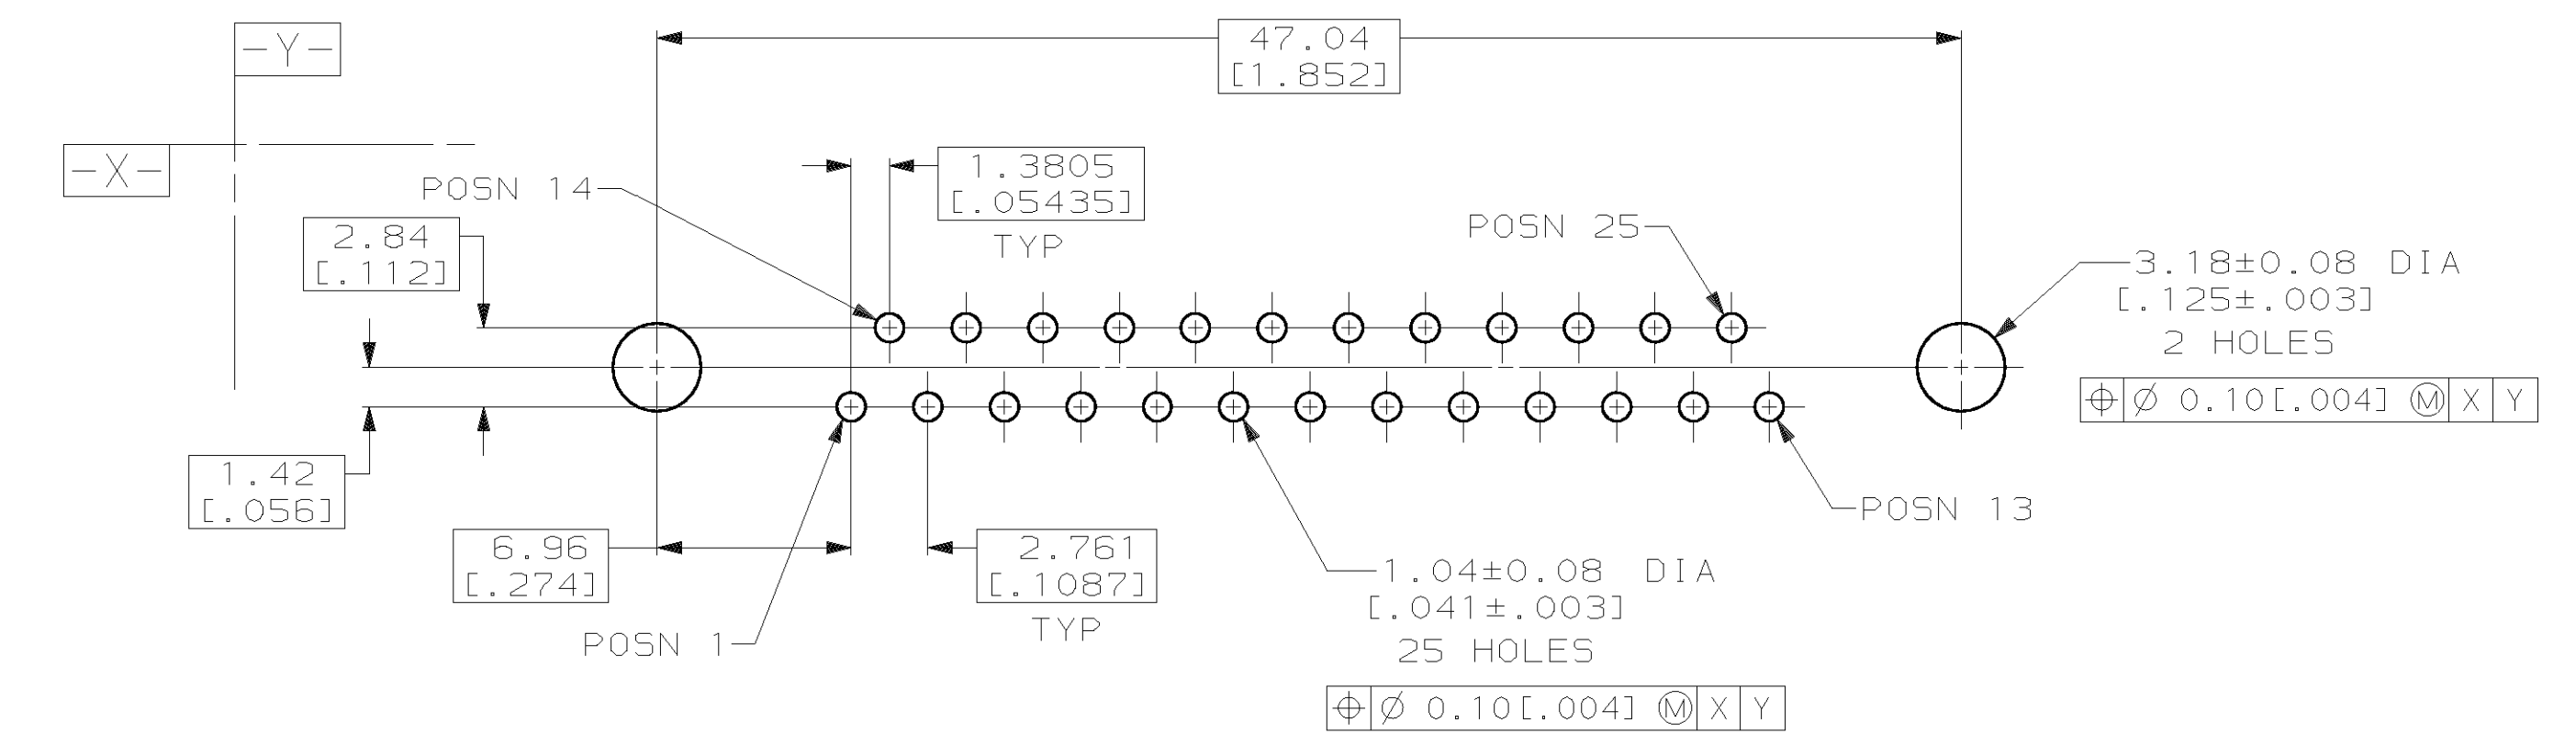 -Y-
47.04
[1.852]
-X-
POSN 14
1.3805
[.05435]
TYP
2.84
[.112]
POSN 25
3.18±0.08 DIA
[.125±.003]
2 HOLES
⌖ Ø 0.10[.004] Ⓜ X Y
1.42
[.056]
POSN 13
6.96
[.274]
2.761
[.1087]
TYP
1.04±0.08 DIA
[.041±.003]
25 HOLES
POSN 1
⌖ Ø 0.10[.004] Ⓜ X Y